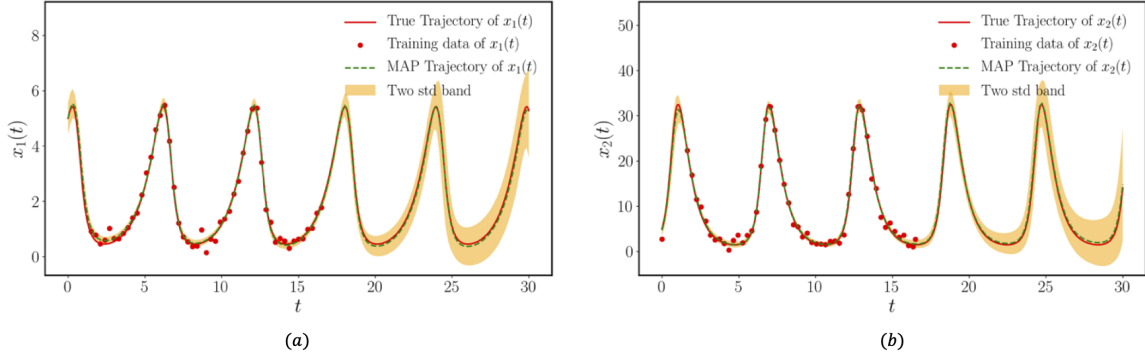 True Trajectory of x₁(t)
Training data of x₁(t)
MAP Trajectory of x₁(t)
Two std band
8
6
4
2
0
x₁(t)
0 5 10 15 20 25 30
t
(a)
True Trajectory of x₂(t)
Training data of x₂(t)
MAP Trajectory of x₂(t)
Two std band
50
40
30
20
10
0
x₂(t)
0 5 10 15 20 25 30
t
(b)